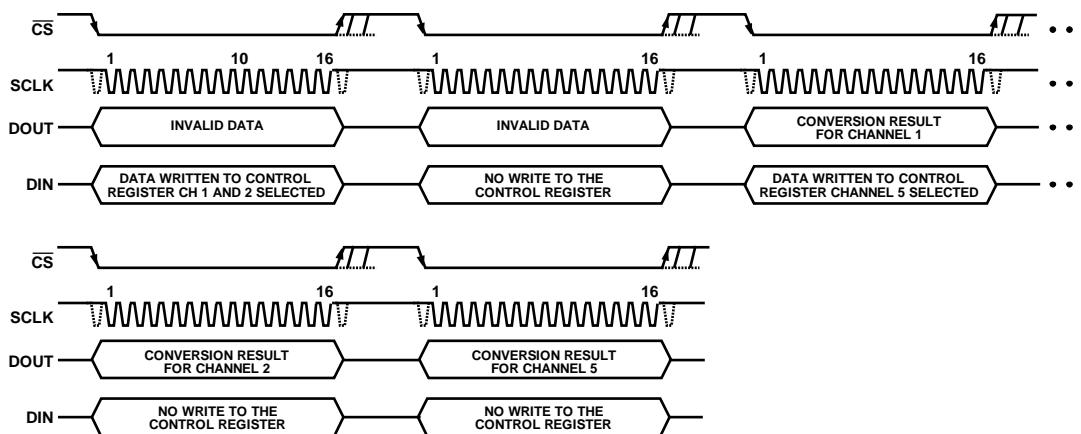 CS
1 10 16 1 16 1 16
SCLK
DOUT INVALID DATA INVALID DATA CONVERSION RESULT
FOR CHANNEL 1
DIN DATA WRITTEN TO CONTROL
REGISTER CH 1 AND 2 SELECTED
NO WRITE TO THE
CONTROL REGISTER
DATA WRITTEN TO CONTROL
REGISTER CHANNEL 5 SELECTED
CS
1 16 1 16
SCLK
DOUT CONVERSION RESULT
FOR CHANNEL 2
CONVERSION RESULT
FOR CHANNEL 5
DIN NO WRITE TO THE
CONTROL REGISTER
NO WRITE TO THE
CONTROL REGISTER